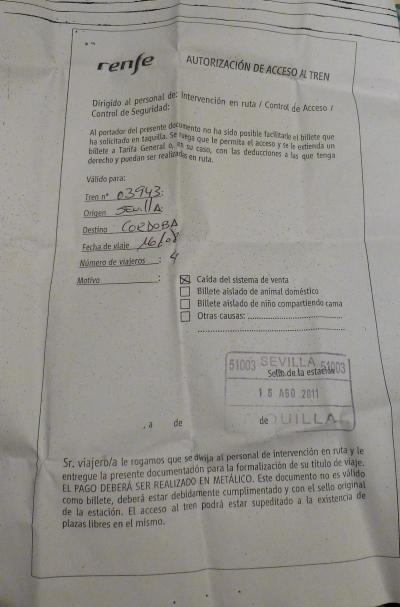 renfe
AUTORIZACIÓN DE ACCESO AL TREN
Dirigido al personal de: Intervención en ruta / Control de Acceso /
Control de Seguridad:
Al portador del presente documento no ha sido posible facilitarle el billete que
ha solicitado en taquilla. Se ruega que le permita el acceso y se le extienda un
billete a Tarifa General o, en su caso, con las deducciones a las que tenga
derecho y puedan ser realizadas en ruta.
Válido para:
Tren nº 03943
Origen SEVILLA
Destino CORDOBA
Fecha de viaje 16/08
Número de viajeros : 4
Motivo :
Caída del sistema de venta
Billete aislado de animal doméstico
Billete aislado de niño compartiendo cama
Otras causas:
51003 SEVILLA 51003
Sello de la estación
15 AGO 2011
, a de de
Sr. viajero/a le rogamos que se dirija al personal de intervención en ruta y le
entregue la presente documentación para la formalización de su título de viaje.
EL PAGO DEBERÁ SER REALIZADO EN METÁLICO. Este documento no es válido
como billete, deberá estar debidamente cumplimentado y con el sello original
de la estación. El acceso al tren podrá estar supeditado a la existencia de
plazas libres en el mismo.